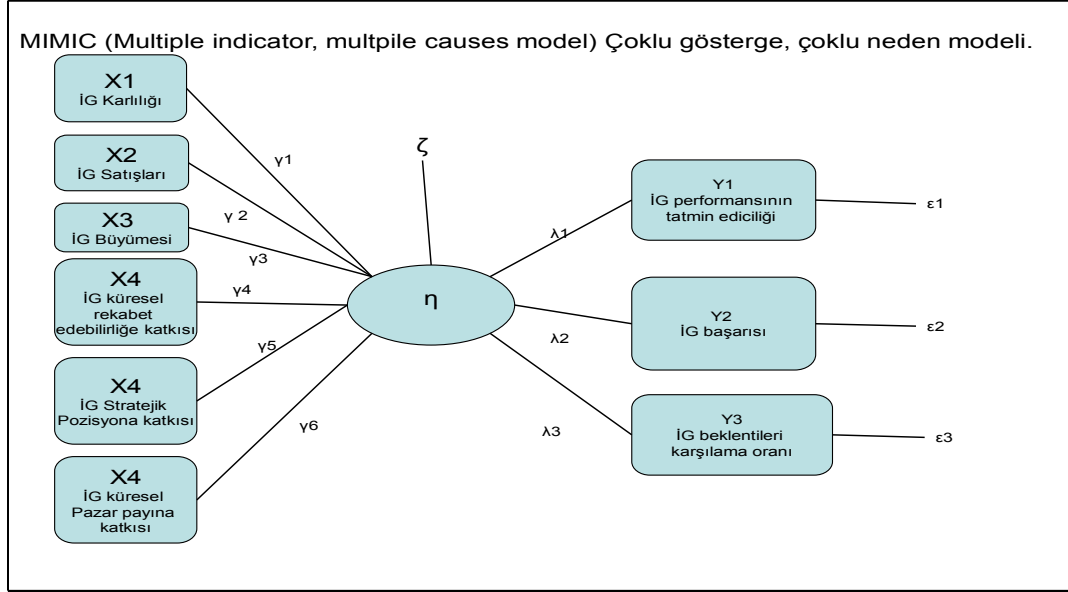 MIMIC (Multiple indicator, multpile causes model) Çoklu gösterge, çoklu neden modeli.
X1
İG Karlılığı
X2
İG Satışları
X3
İG Büyümesi
X4
İG küresel
rekabet
edebilirliğe katkısı
X4
İG Stratejik
Pozisyona katkısı
X4
İG küresel
Pazar payına
katkısı
γ1
γ 2
γ3
γ4
γ5
γ6
ζ
η
λ1
λ2
λ3
Y1
İG performansının
tatmin ediciliği
Y2
İG başarısı
Y3
İG beklentileri
karşılama oranı
ε1
ε2
ε3